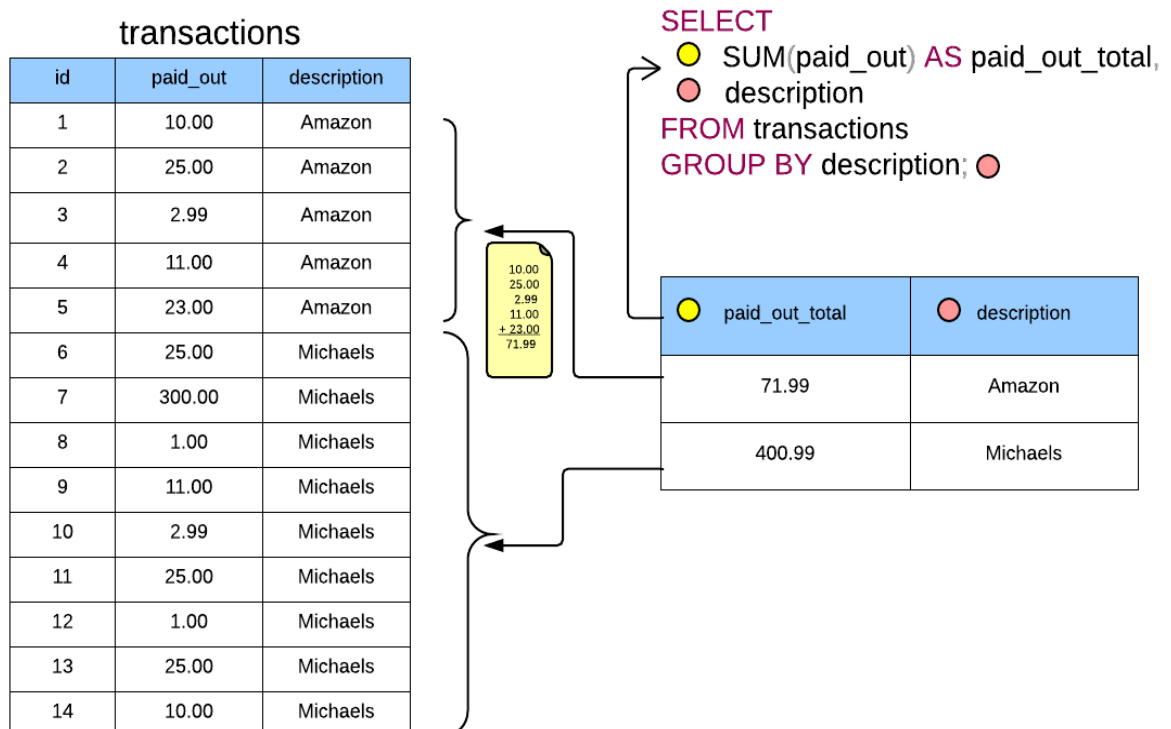 transactions
id paid_out description
1 10.00 Amazon
2 25.00 Amazon
3 2.99 Amazon
4 11.00 Amazon
5 23.00 Amazon
6 25.00 Michaels
7 300.00 Michaels
8 1.00 Michaels
9 11.00 Michaels
10 2.99 Michaels
11 25.00 Michaels
12 1.00 Michaels
13 25.00 Michaels
14 10.00 Michaels
10.00
25.00
2.99
11.00
+ 23.00
71.99
SELECT
SUM(paid_out) AS paid_out_total,
description
FROM transactions
GROUP BY description;
paid_out_total description
71.99 Amazon
400.99 Michaels